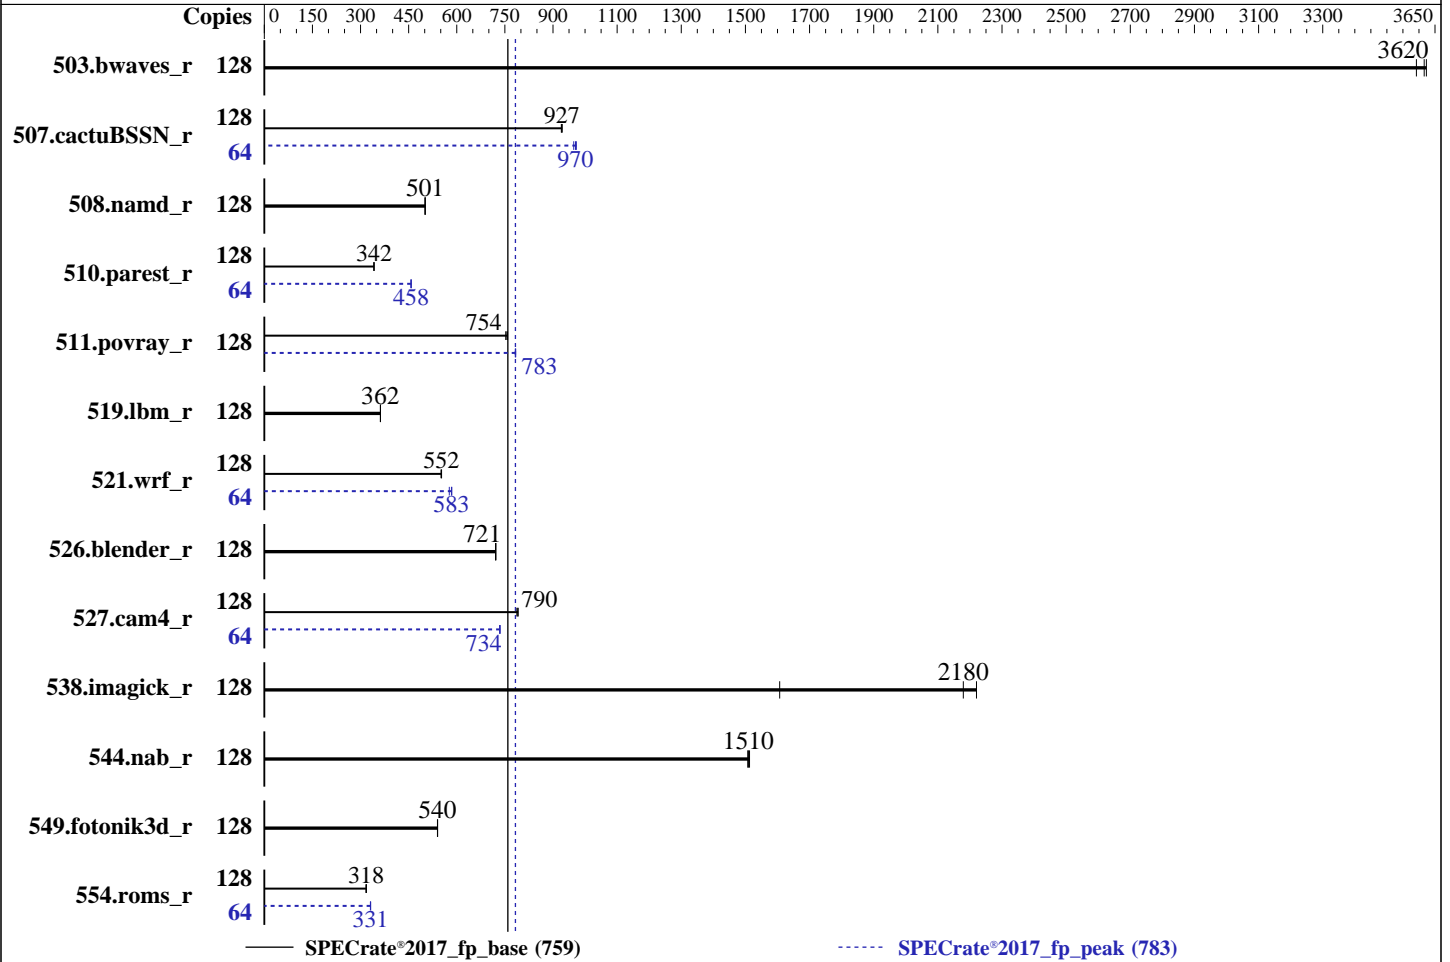 Copies 0 150 300 450 600 750 900 1100 1300 1500 1700 1900 2100 2300 2500 2700 2900 3100 3300 3650
503.bwaves_r 128 3620
507.cactuBSSN_r 128 927
64 970
508.namd_r 128 501
510.parest_r 128 342
64 458
511.povray_r 128 754
783
519.lbm_r 128 362
521.wrf_r 128 552
64 583
526.blender_r 128 721
527.cam4_r 128 790
64 734
538.imagick_r 128 2180
544.nab_r 128 1510
549.fotonik3d_r 128 540
554.roms_r 128 318
64 331
SPECrate®2017_fp_base (759) SPECrate®2017_fp_peak (783)